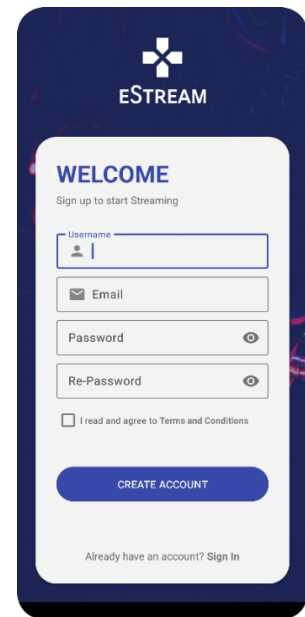 eSTREAM
WELCOME
Sign up to start Streaming
Username
Email
Password
Re-Password
I read and agree to Terms and Conditions
CREATE ACCOUNT
Already have an account? Sign In